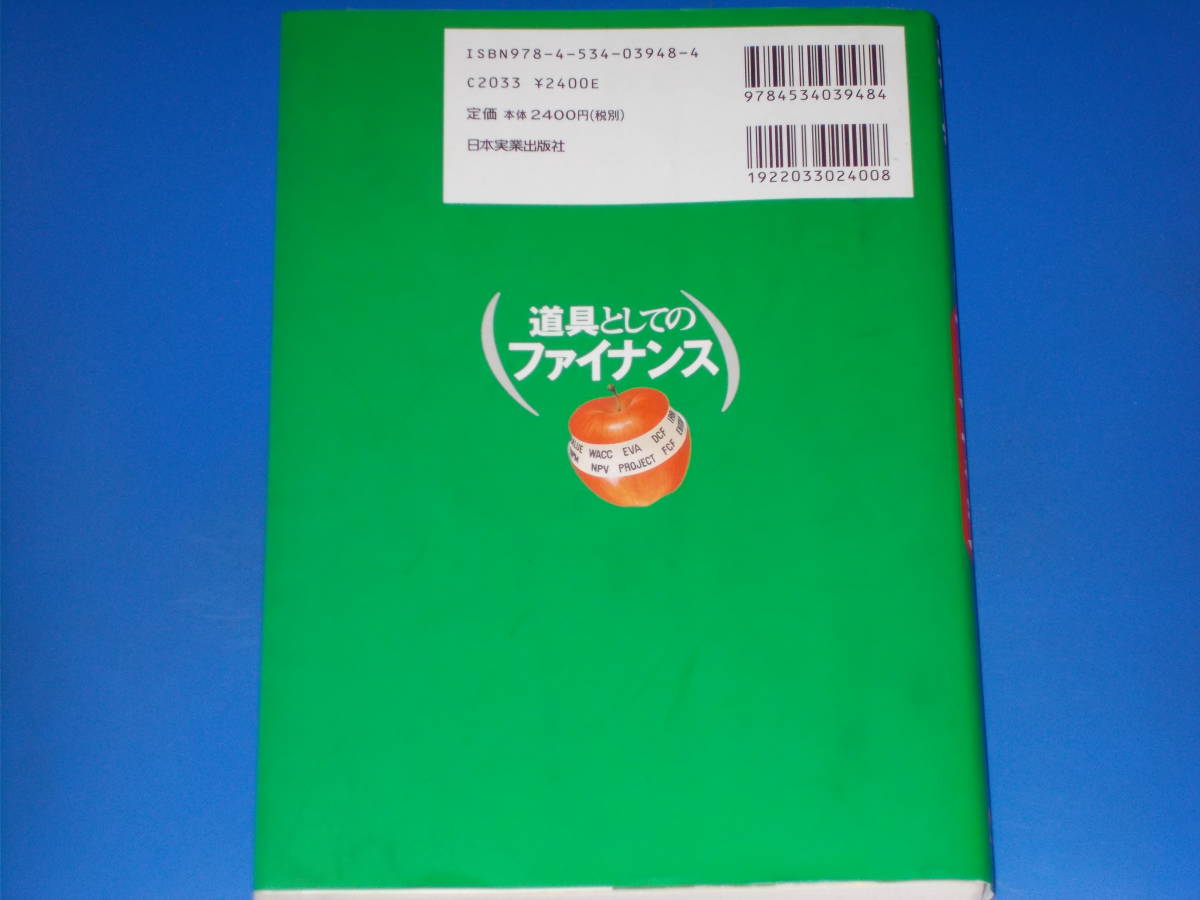 ISBN978-4-534-03948-4
C2033 ¥2400E
定価 本体2400円(税別)
日本実業出版社
9784534039484
1922033024008
(道具としての
ファイナンス)
WACC EVA DCF
NPV PROJECT FCF